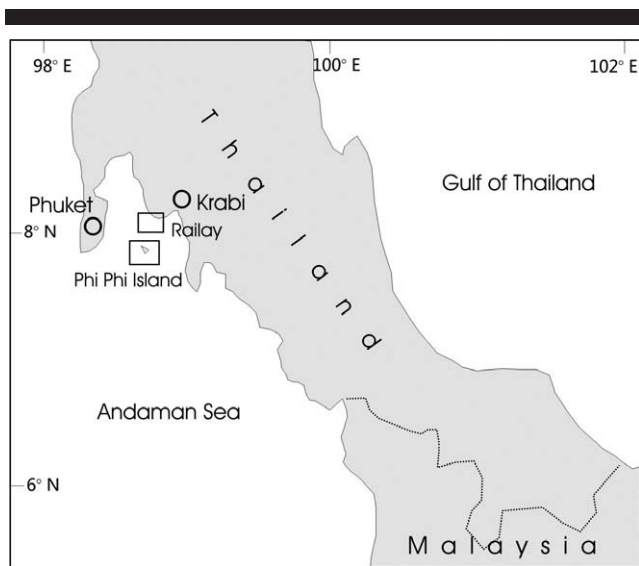 98° E
100° E
102° E
Thailand
Gulf of Thailand
Phuket
Krabi
8° N
Railay
Phi Phi Island
Andaman Sea
6° N
Malaysia